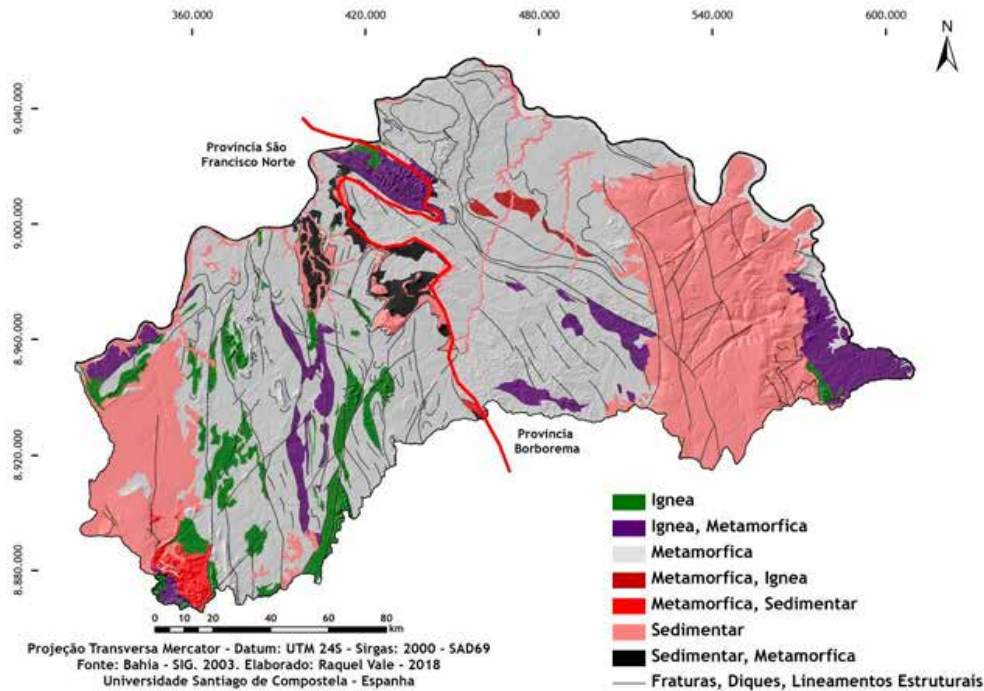 360.000
420.000
480.000
540.000
600.000
N
9.040.000
9.000.000
8.960.000
8.920.000
8.880.000
Província São
Francisco Norte
Província
Borborema
Ignea
Ignea, Metamorfica
Metamorfica
Metamorfica, Ignea
Metamorfica, Sedimentar
Sedimentar
Sedimentar, Metamorfica
Fraturas, Diques, Lineamentos Estruturais
0 5 10 20 40 60 80
km
Projeção Transversa Mercator - Datum: UTM 24S - Sirgas: 2000 - SAD69
Fonte: Bahia - SIG. 2003. Elaborado: Raquel Vale - 2018
Universidade Santiago de Compostela - Espanha